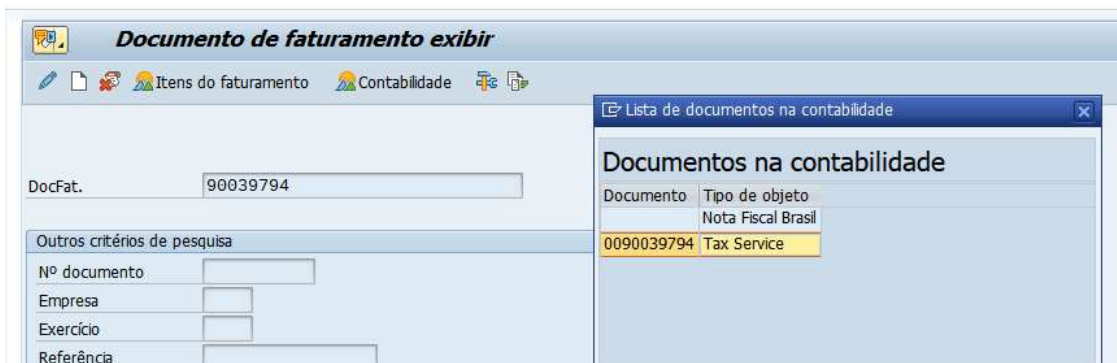 Documento de faturamento exibir
Itens do faturamento Contabilidade
Lista de documentos na contabilidade
Documentos na contabilidade
DocFat. 90039794
Documento Tipo de objeto
Nota Fiscal Brasil
0090039794 Tax Service
Outros critérios de pesquisa
Nº documento
Empresa
Exercício
Referência